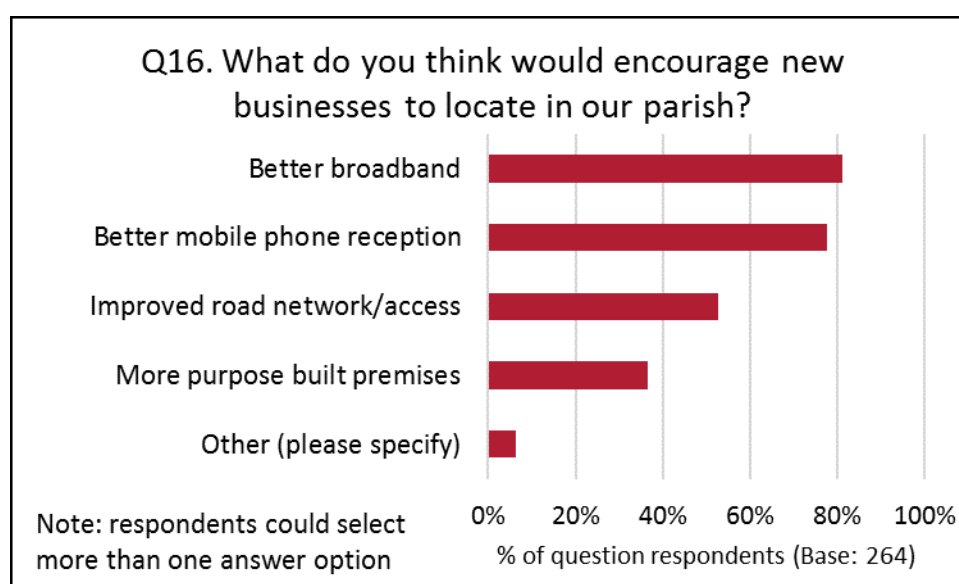 Q16. What do you think would encourage new
businesses to locate in our parish?
Better broadband
Better mobile phone reception
Improved road network/access
More purpose built premises
Other (please specify)
0% 20% 40% 60% 80% 100%
% of question respondents (Base: 264)
Note: respondents could select
more than one answer option